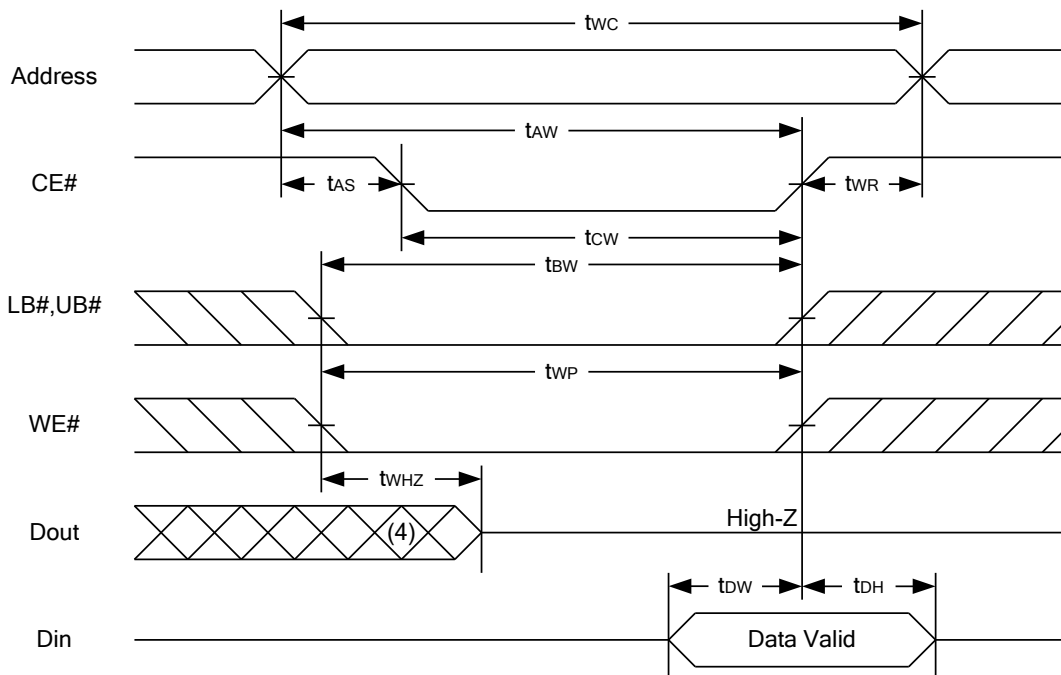 tWC
Address
tAW
CE#
tAS
tWR
tCW
tBW
LB#,UB#
tWP
WE#
tWHZ
Dout
(4)
High-Z
tDW
tDH
Din
Data Valid